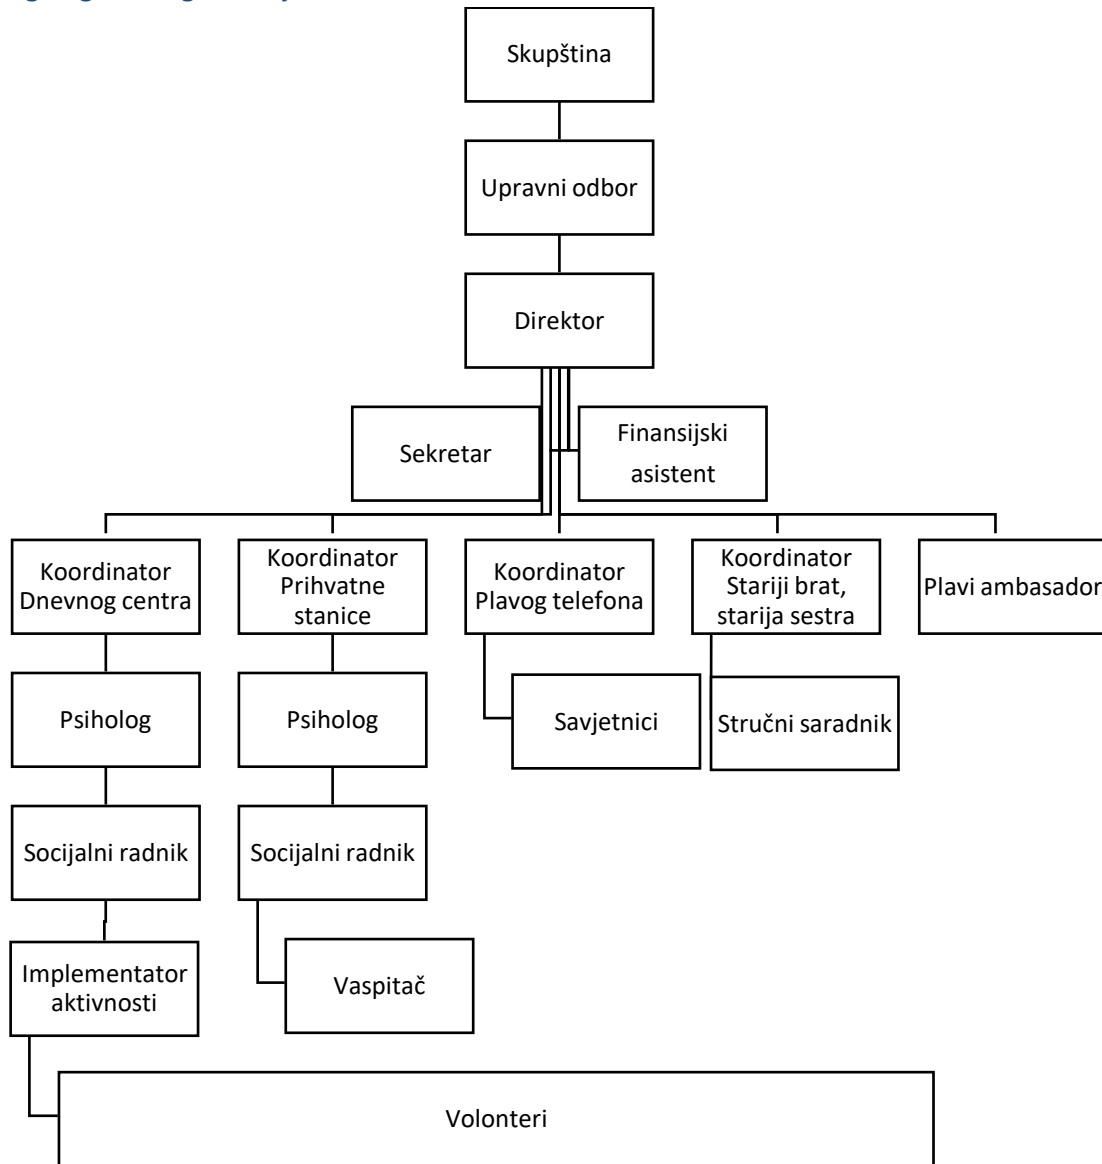 Skupština
Upravni odbor
Direktor
Sekretar
Finansijski
asistent
Koordinator
Dnevnog centra
Koordinator
Prihvatne
stanice
Koordinator
Plavog telefona
Koordinator
Stariji brat,
starija sestra
Plavi ambasador
Psiholog
Psiholog
Savjetnici
Stručni saradnik
Socijalni radnik
Socijalni radnik
Implementator
aktivnosti
Vaspitač
Volonteri